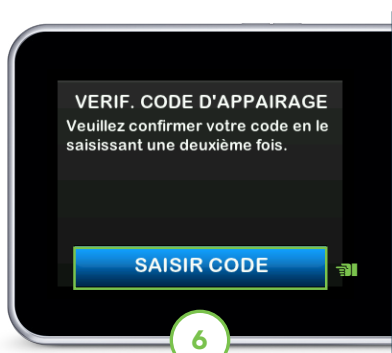 VERIF. CODE D'APPAIRAGE
Veuillez confirmer votre code en le
saisissant une deuxième fois.
SAISIR CODE
6